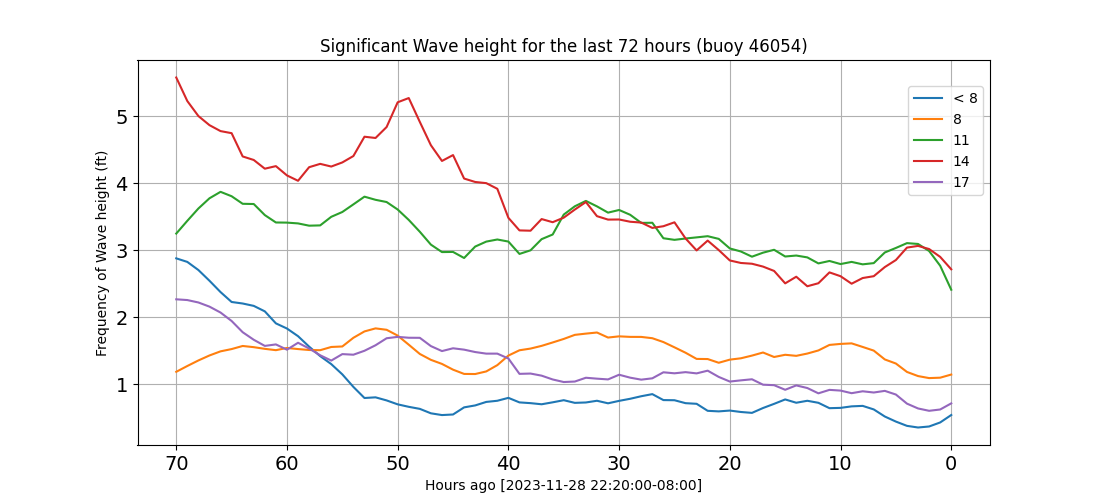 Significant Wave height for the last 72 hours (buoy 46054)
Frequency of Wave height (ft)
5
4
3
2
1
< 8
8
11
14
17
70 60 50 40 30 20 10 0
Hours ago [2023-11-28 22:20:00-08:00]